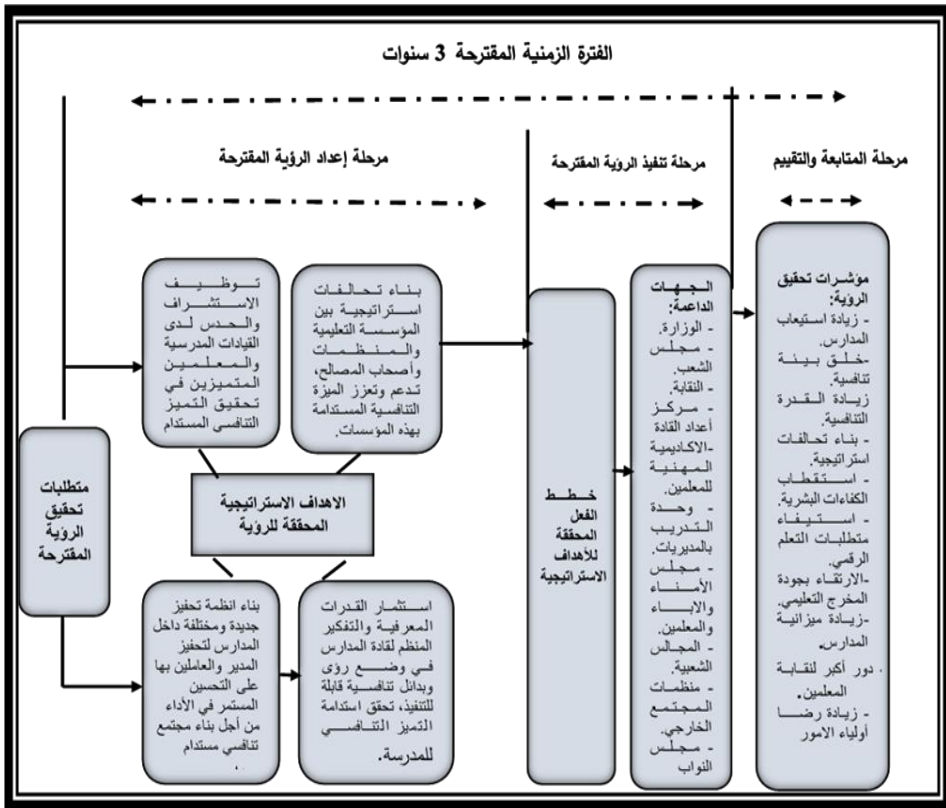 الفترة الزمنية المقترحة 3 سنوات
مرحلة إعداد الرؤية المقترحة
مرحلة تنفيذ الرؤية المقترحة
مرحلة المتابعة والتقييم
متطلبات
تحقيق
الرؤية
المقترحة
توظيف
الاستشراف
والحدس لدى
القيادات المدرسية
والمعلمين
المتميزين في
تحقيق التميز
التنافسي المستدام
بناء تحالفات
استراتيجية بين
المؤسسة التعليمية
والمنظمات
وأصحاب المصالح،
تدعم وتعزز الميزة
التنافسية المستدامة
بهذه المؤسسات.
الاهداف الاستراتيجية
المحققة للرؤية
بناء انظمة تحفيز
جديدة ومختلفة داخل
المدارس لتحفيز
المدير والعاملين بها
على التحسين
المستمر في الأداء
من أجل بناء مجتمع
تنافسي مستدام
استثمار القدرات
المعرفية والتفكير
المنظم لقادة المدارس
في وضع رؤى
وبدائل تنافسية قابلة
للتنفيذ، تحقق استدامة
التميز التنافسي
للمدرسة.
خطط
الفعل
المحققة
للأهداف
الاستراتيجية
الجهات
الداعمة:
- الوزارة.
- مجلس
الشعب.
- النقابة.
- مركز
أعداد القادة
-الاكاديمية
المهنية
للمعلمين.
- وحدة
التدريب
بالمديريات.
- مجلس
الأمناء
والاباء
والمعلمين.
- المجالس
الشعبية.
- منظمات
المجتمع
الخارجي.
- مجلس
النواب
مؤشرات تحقيق
الرؤية:
- زيادة استيعاب
المدارس.
-خلق بيئة
تنافسية.
زيادة القدرة
التنافسية.
- بناء تحالفات
استراتيجية.
- استقطاب
الكفاءات البشرية.
- استيفاء
متطلبات التعلم
الرقمي.
-الارتقاء بجودة
المخرج التعليمي.
-زيادة ميزانية
المدارس.
- دور أكبر لنقابة
المعلمين.
- زيادة رضا
أولياء الامور